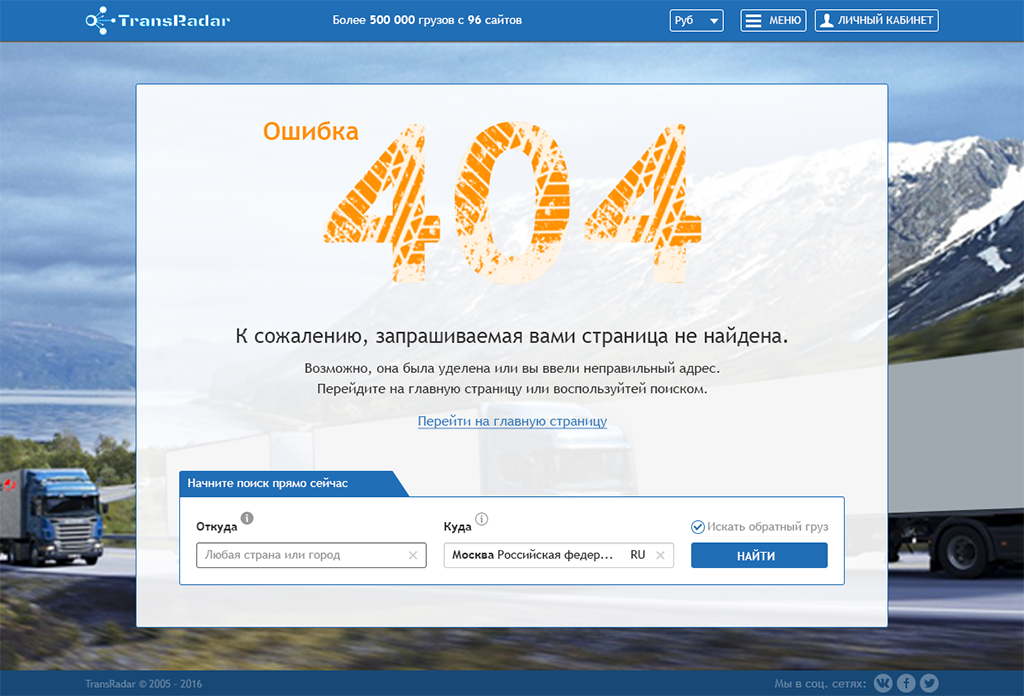 TransRadar
Более 500 000 грузов с 96 сайтов
Руб
МЕНЮ
ЛИЧНЫЙ КАБИНЕТ
Ошибка
404
К сожалению, запрашиваемая вами страница не найдена.
Возможно, она была уделена или вы ввели неправильный адрес.
Перейдите на главную страницу или воспользуйтей поиском.
Перейти на главную страницу
Начните поиск прямо сейчас
Откуда
Куда
Искать обратный груз
Любая страна или город
Москва Российская федер... RU
НАЙТИ
TransRadar © 2005 - 2016
Мы в соц. сетях: